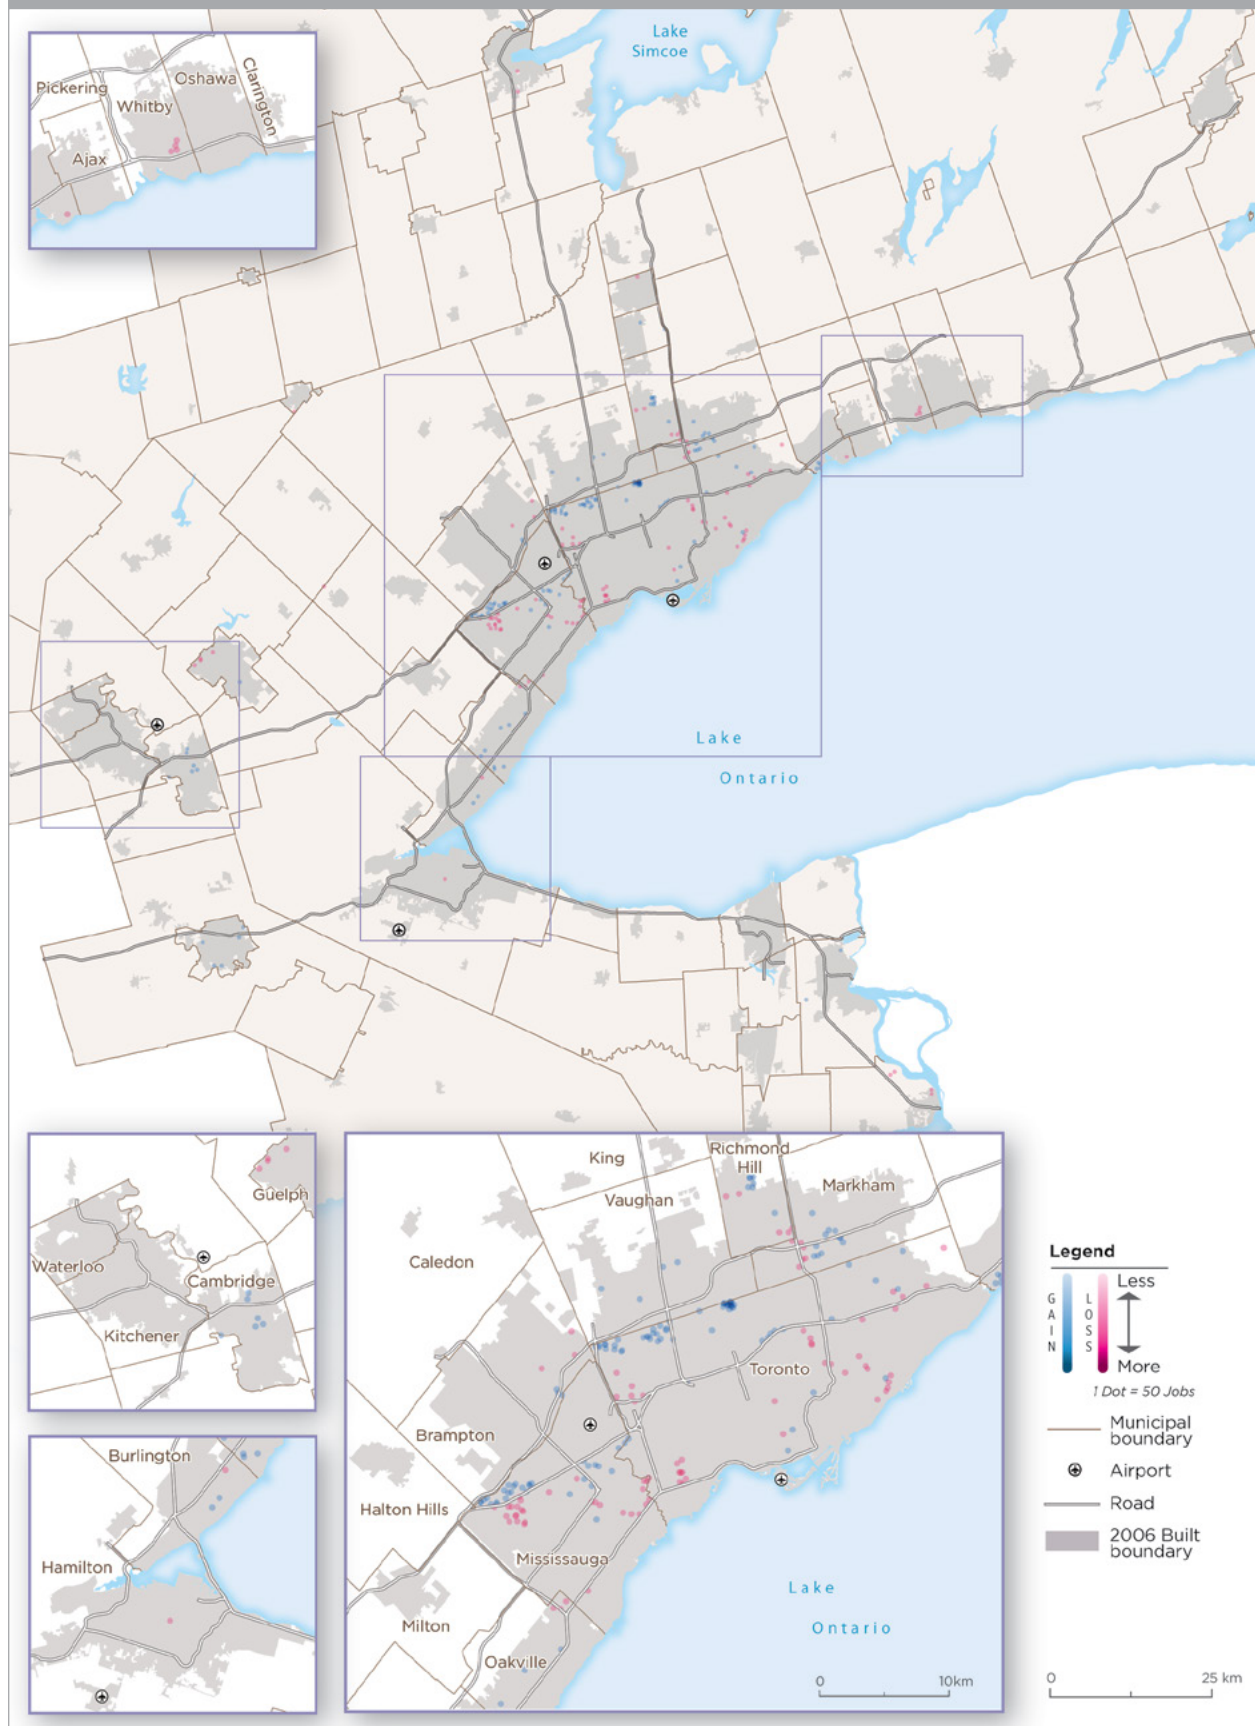 Lake
Simcoe
Pickering
Oshawa
Clarington
Whitby
Ajax
Lake
Ontario
Guelph
Waterloo
Cambridge
Kitchener
Burlington
Hamilton
King
Richmond
Hill
Vaughan
Markham
Caledon
Toronto
Brampton
Halton Hills
Mississauga
Milton
Oakville
Lake
Ontario
0
10km
Legend
GAIN
LOSS
Less
More
1 Dot = 50 Jobs
Municipal
boundary
Airport
Road
2006 Built
boundary
0
25 km